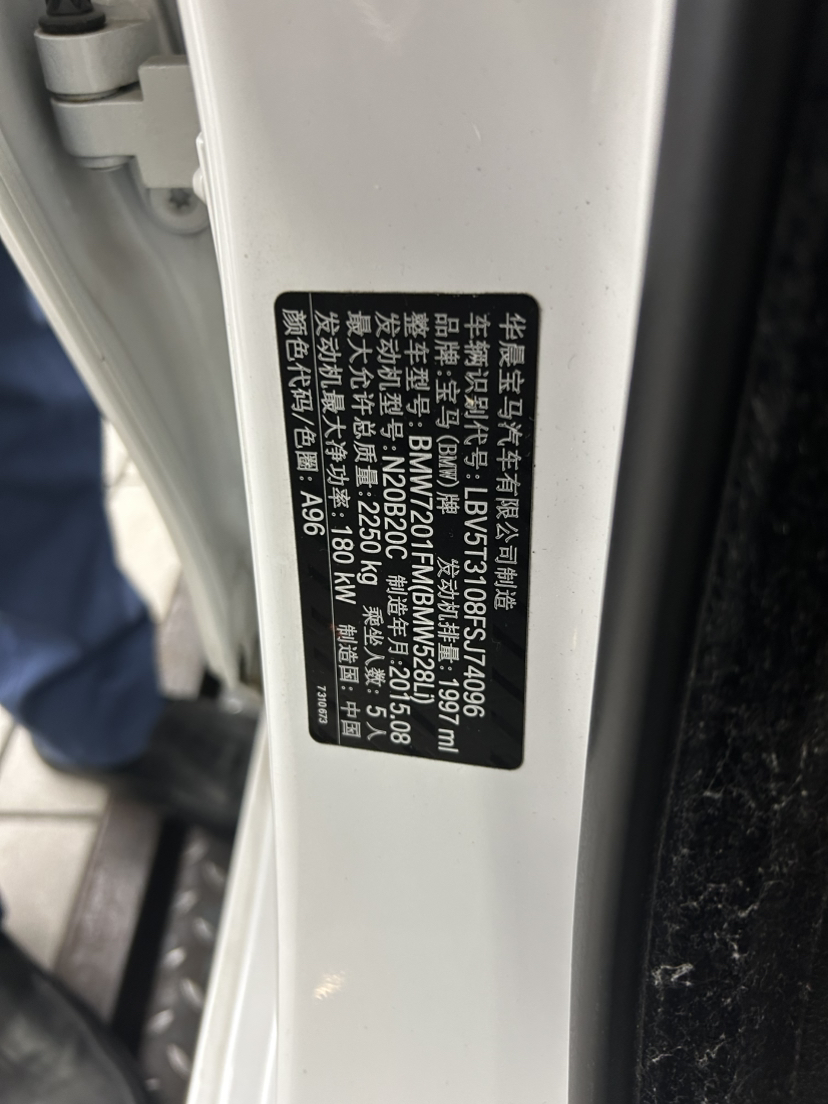 华晨宝马汽车有限公司制造
车辆识别代号: LBV5T3108FSJ74096
品牌:宝马(BMW)牌 发动机排量: 1997 ml
整车型号: BMW7201FM(BMW528Li)
发动机型号: N20B20C 制造年月:2015.08
最大允许总质量:2250 kg 乘坐人数: 5 人
发动机最大净功率: 180 kW 制造国: 中国
颜色代码/色圈: A96 7310673